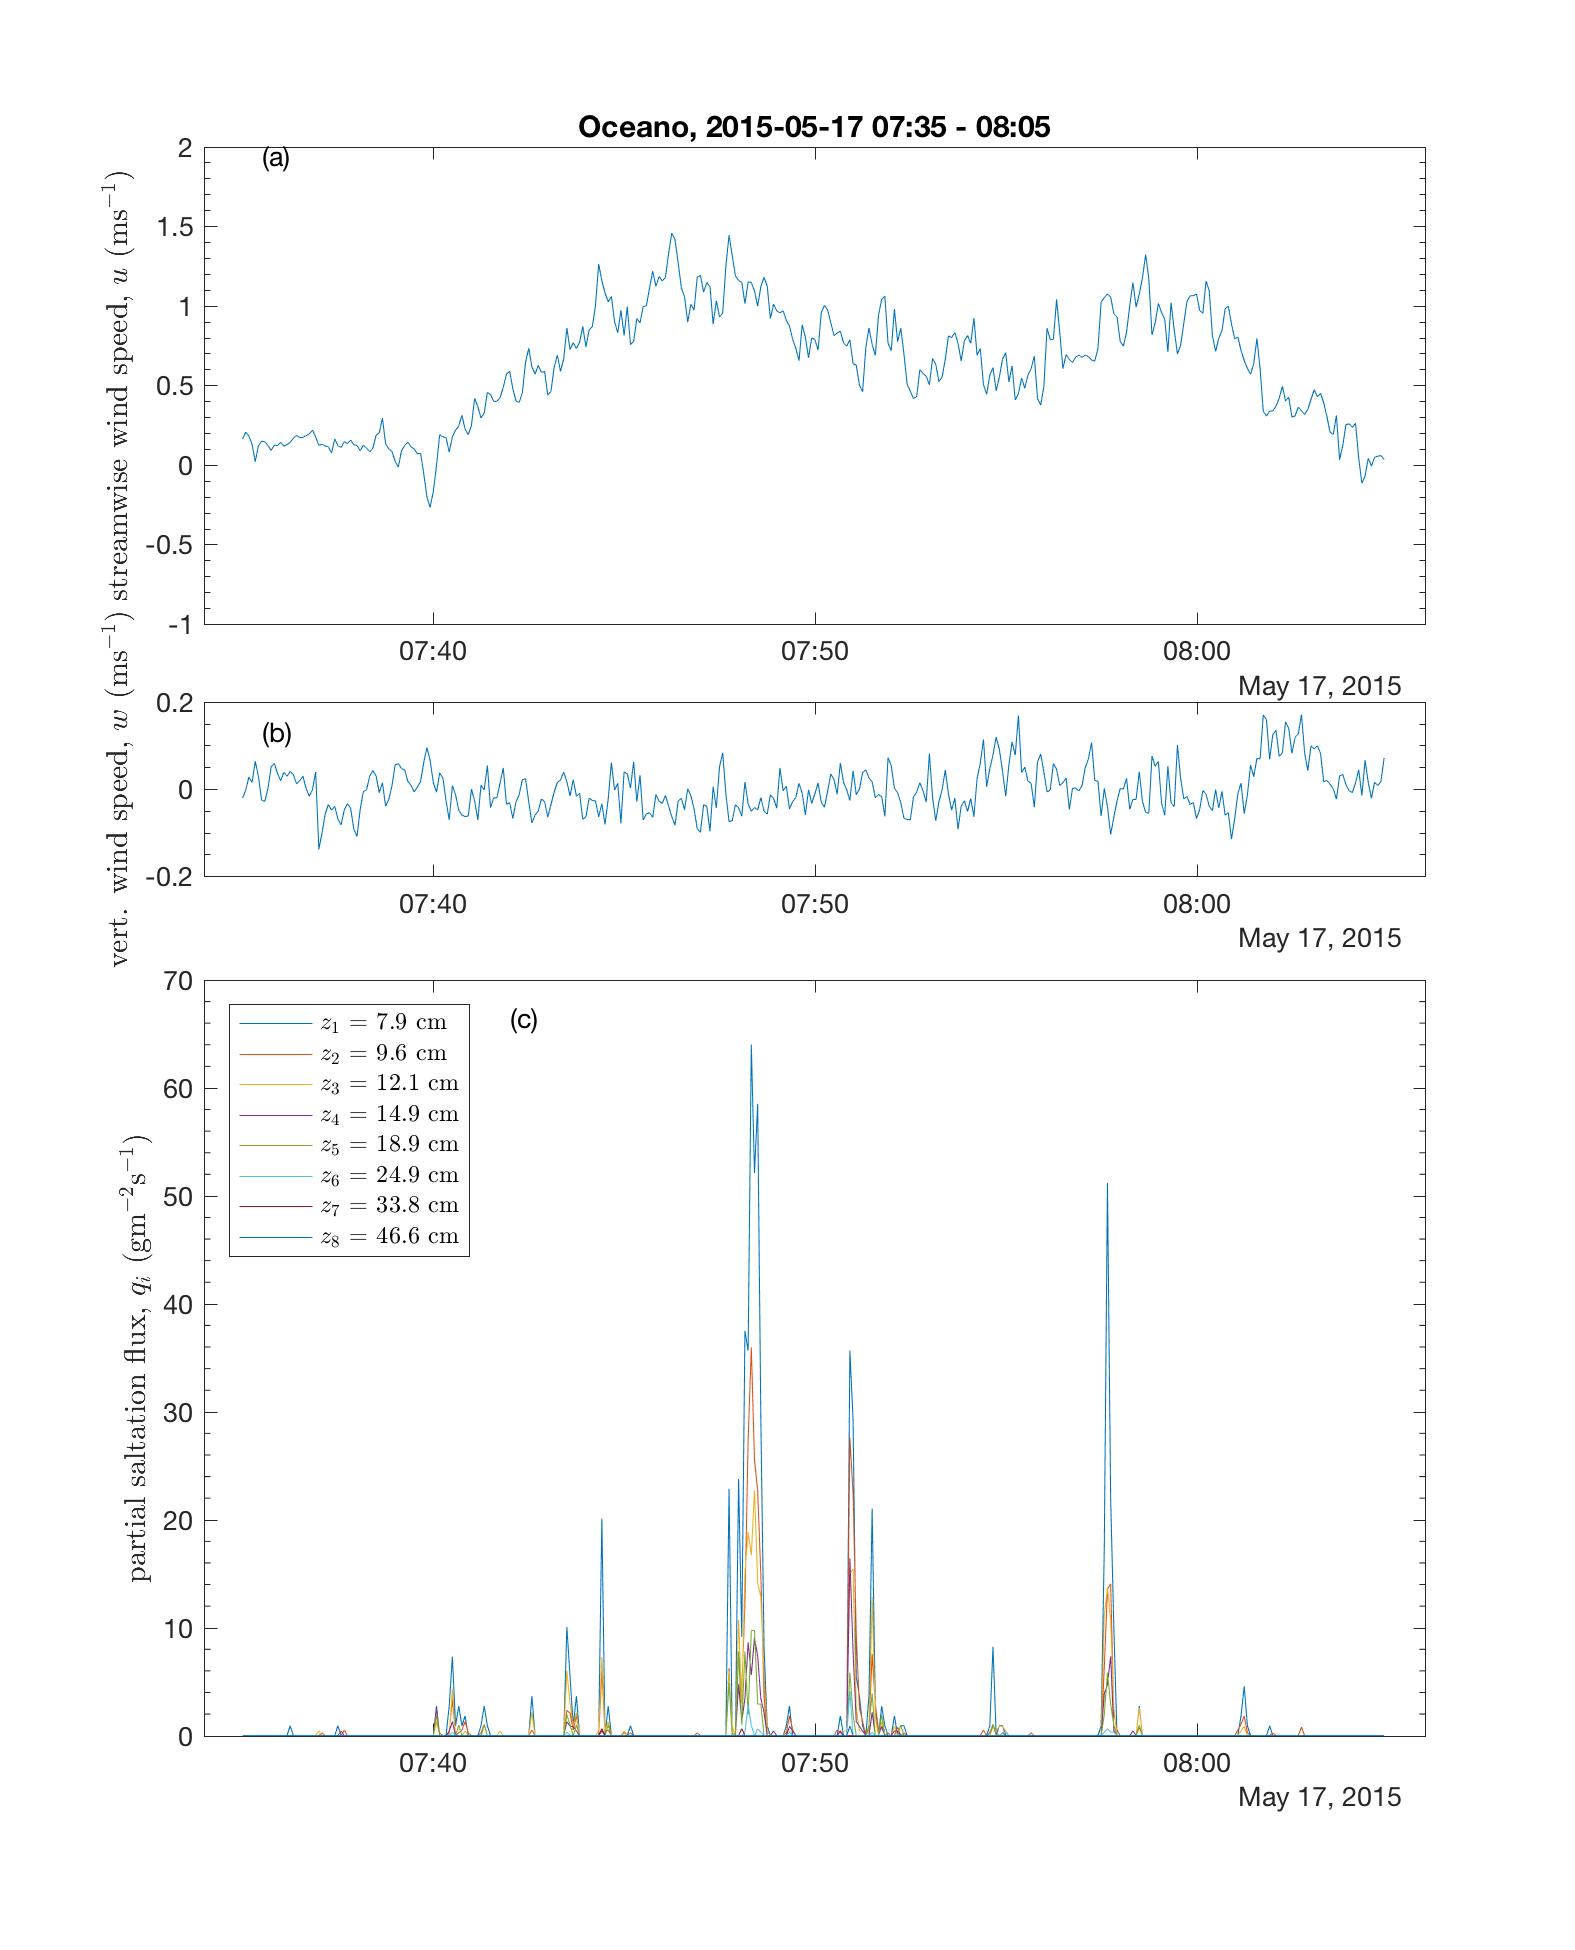 Oceano, 2015-05-17 07:35 - 08:05
(a)
streamwise wind speed, u (ms⁻¹)
2
1.5
1
0.5
0
-0.5
-1
07:40 07:50 08:00
May 17, 2015
(b)
vert. wind speed, w (ms⁻¹)
0.2
0
-0.2
07:40 07:50 08:00
May 17, 2015
(c)
partial saltation flux, qᵢ (gm⁻²s⁻¹)
70
60
50
40
30
20
10
0
z₁ = 7.9 cm
z₂ = 9.6 cm
z₃ = 12.1 cm
z₄ = 14.9 cm
z₅ = 18.9 cm
z₆ = 24.9 cm
z₇ = 33.8 cm
z₈ = 46.6 cm
07:40 07:50 08:00
May 17, 2015